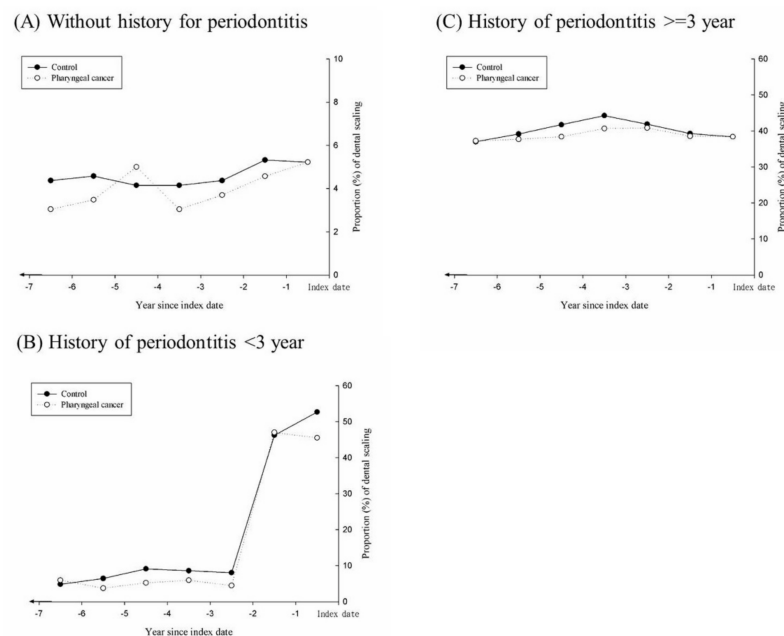 (A) Without history for periodontitis
Control
Pharyngeal cancer
10
8
6
4
2
0
Proportion (%) of dental scaling
-7 -6 -5 -4 -3 -2 -1 Index date
Year since index date
(C) History of periodontitis >=3 year
Control
Pharyngeal cancer
60
50
40
30
20
10
0
Proportion (%) of dental scaling
-7 -6 -5 -4 -3 -2 -1 Index date
Year since index date
(B) History of periodontitis <3 year
Control
Pharyngeal cancer
60
50
40
30
20
10
0
Proportion (%) of dental scaling
-7 -6 -5 -4 -3 -2 -1 Index date
Year since index date